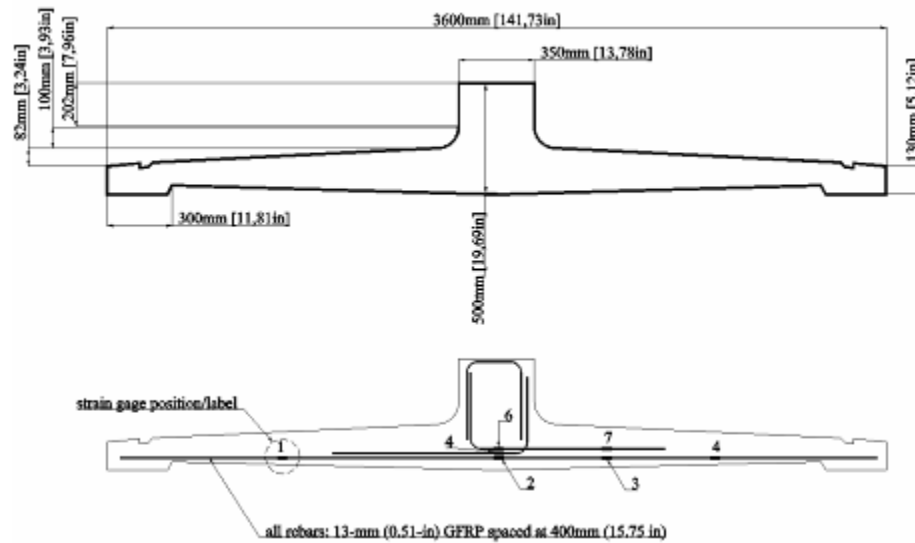 3600mm [141,73in]
350mm [13,78in]
82mm [3,24in]
100mm [3,93in]
202mm [7,96in]
130mm [5,12in]
300mm [11,81in]
500mm [19,69in]
strain gage position/label
1
4
6
7
4
2
3
all rebars: 13-mm (0.51-in) GFRP spaced at 400mm (15.75 in)